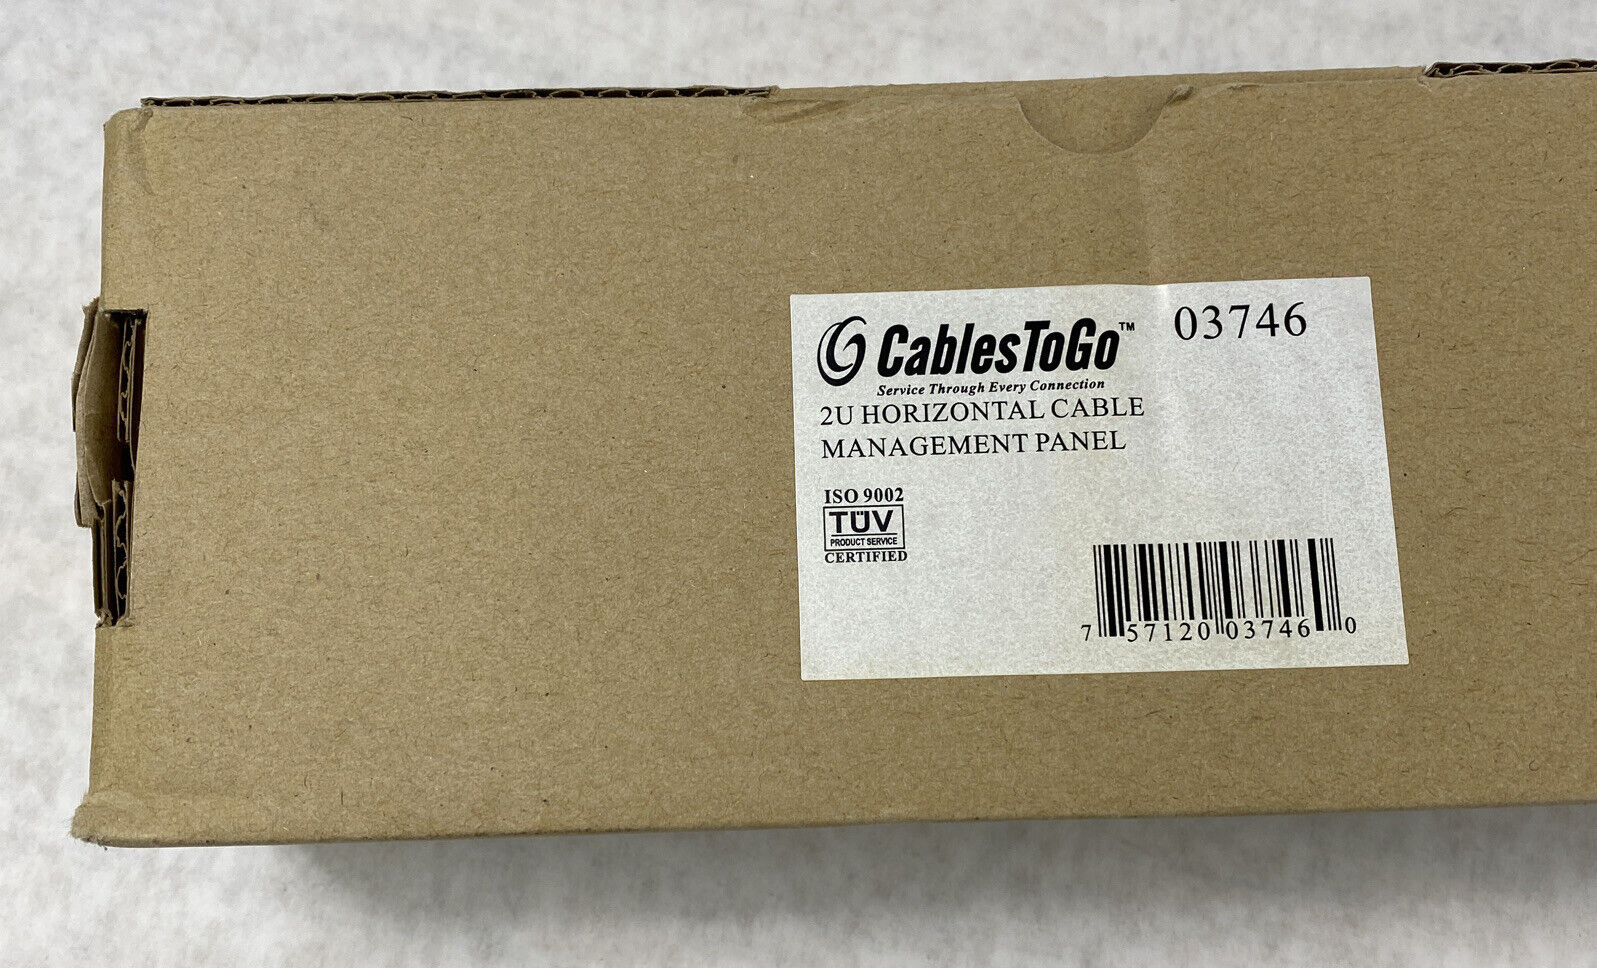 CablesToGo™ 03746
Service Through Every Connection
2U HORIZONTAL CABLE
MANAGEMENT PANEL
ISO 9002
TÜV
PRODUCT SERVICE
CERTIFIED
7 57120 03746 0